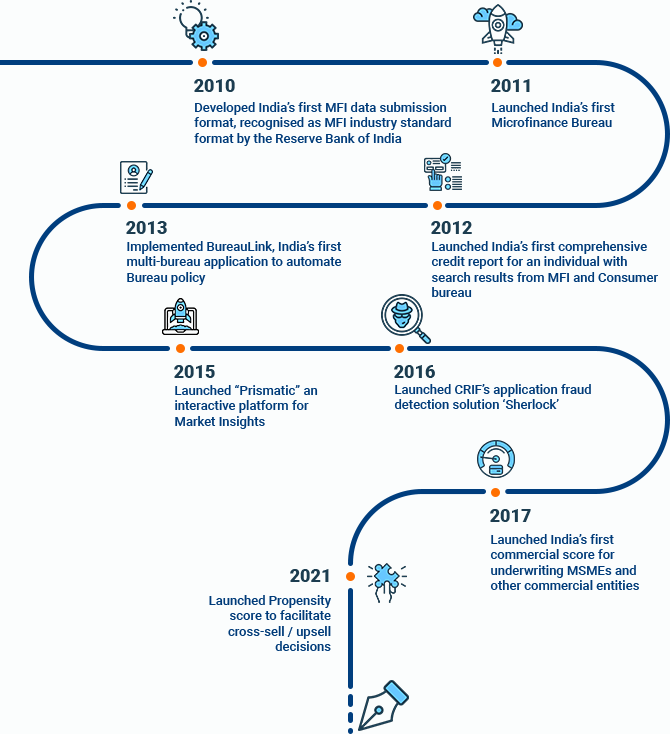 2010
Developed India's first MFI data submission
format, recognised as MFI industry standard
format by the Reserve Bank of India
2011
Launched India's first
Microfinance Bureau
2012
Launched India's first comprehensive
credit report for an individual with
search results from MFI and Consumer
bureau
2013
Implemented BureauLink, India's first
multi-bureau application to automate
Bureau policy
2015
Launched “Prismatic” an
interactive platform for
Market Insights
2016
Launched CRIF's application fraud
detection solution ‘Sherlock’
2017
Launched India's first
commercial score for
underwriting MSMEs and
other commercial entities
2021
Launched Propensity
score to facilitate
cross-sell / upsell
decisions